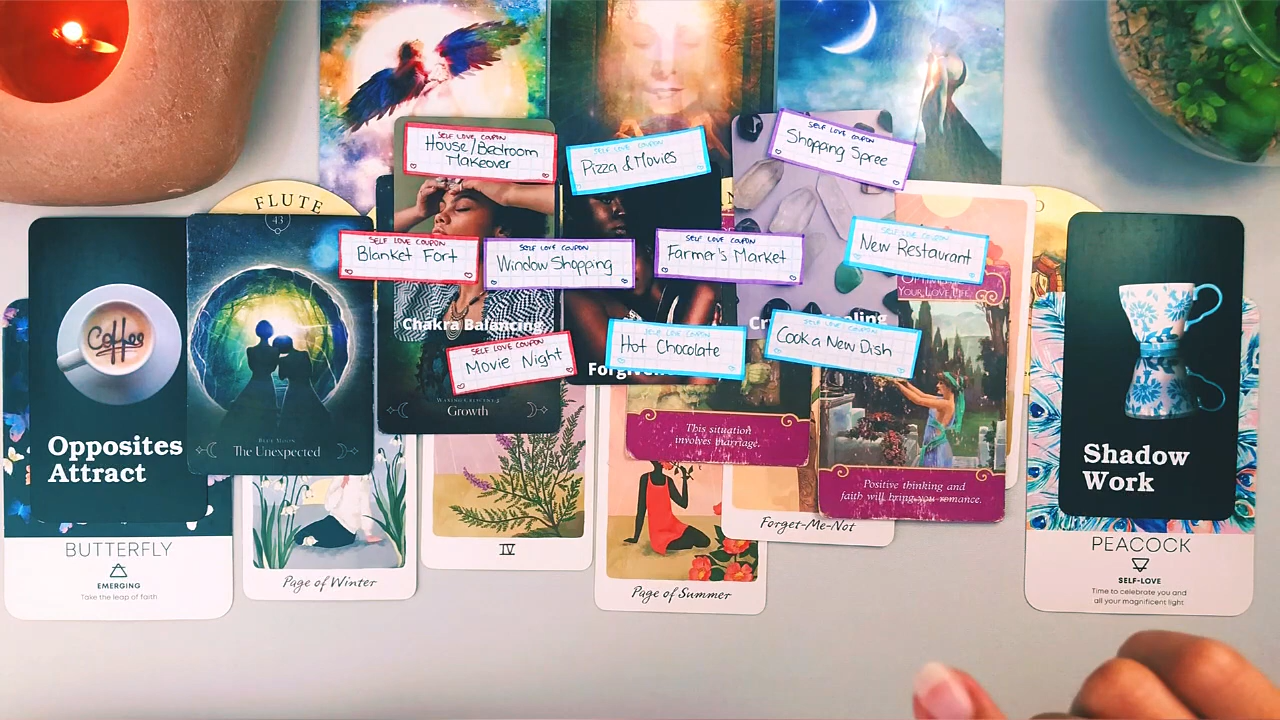 SELF LOVE COUPON
House/Bedroom
Makeover
SELF LOVE COUPON
Pizza & Movies
SELF LOVE COUPON
Shopping Spree
FLUTE
43
SELF LOVE COUPON
Blanket Fort
SELF LOVE COUPON
Window Shopping
SELF LOVE COUPON
Farmer's Market
SELF LOVE COUPON
New Restaurant
YOUR LOVE LIFE.
Chakra Balancing
SELF LOVE COUPON
Movie Night
SELF LOVE COUPON
Hot Chocolate
SELF LOVE COUPON
Cook a New Dish
Coffee
Opposites
Attract
BLUE MOON
The Unexpected
WAXING CRESCENT
Growth
This situation
involves marriage.
Positive thinking and
faith will bring you romance.
Shadow
Work
BUTTERFLY
EMERGING
Take the leap of faith
Page of Winter
IV
Page of Summer
Forget-Me-Not
PEACOCK
SELF-LOVE
Time to celebrate you and
all your magnificent light